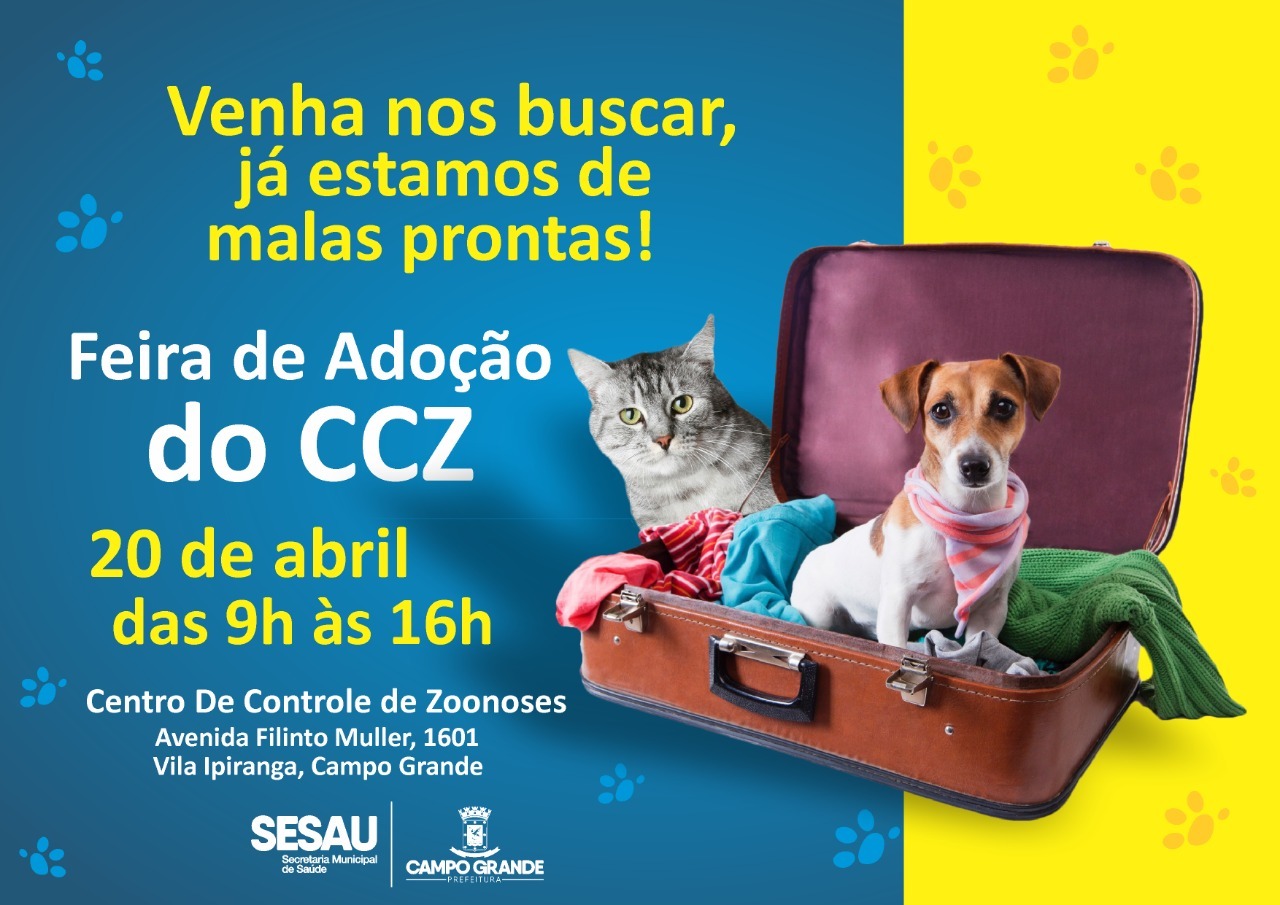 Venha nos buscar,
já estamos de
malas prontas!
Feira de Adoção
do CCZ
20 de abril
das 9h às 16h
Centro De Controle de Zoonoses
Avenida Filinto Muller, 1601
Vila Ipiranga, Campo Grande
SESAU
Secretaria Municipal
de Saúde
CAMPO GRANDE
PREFEITURA